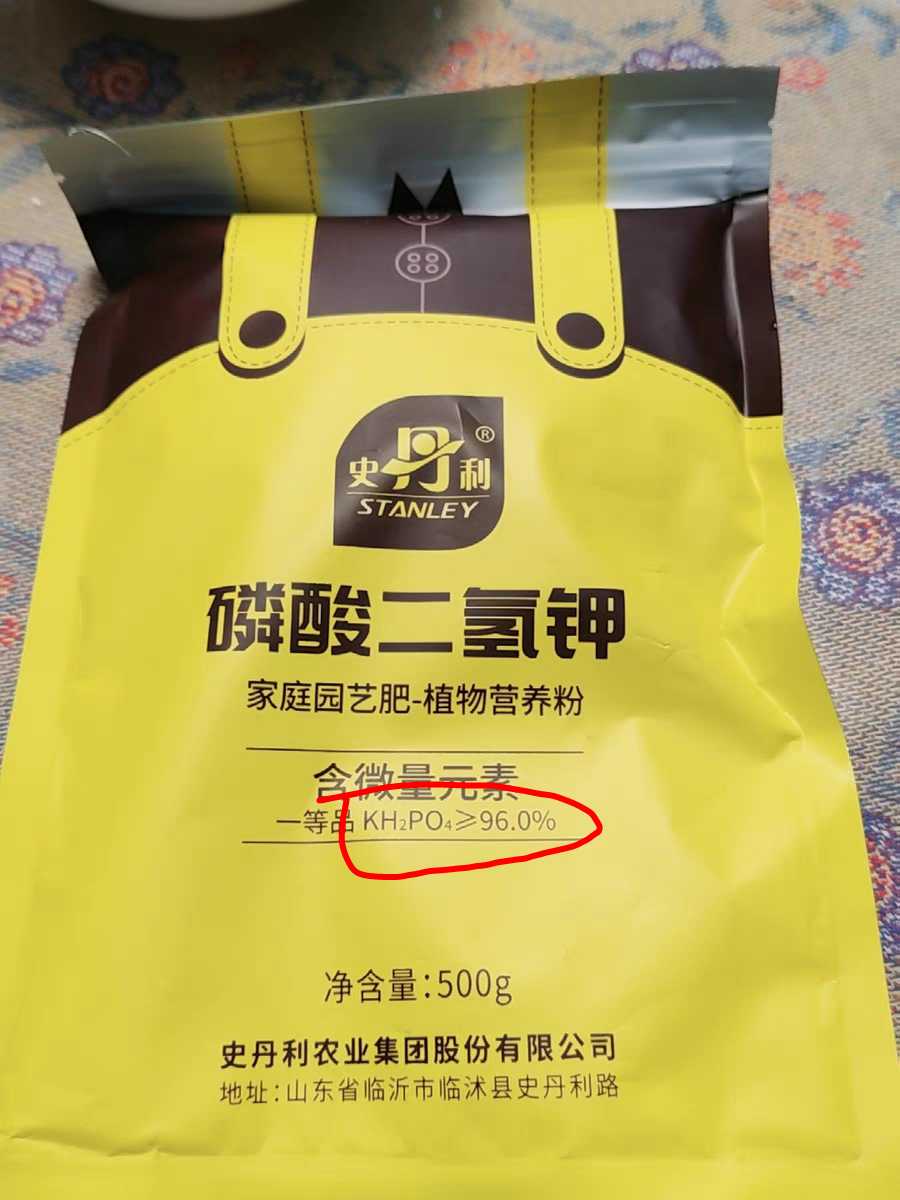 史丹利®
STANLEY
磷酸二氢钾
家庭园艺肥-植物营养粉
含微量元素
一等品 KH₂PO₄≥96.0%
净含量:500g
史丹利农业集团股份有限公司
地址:山东省临沂市临沭县史丹利路